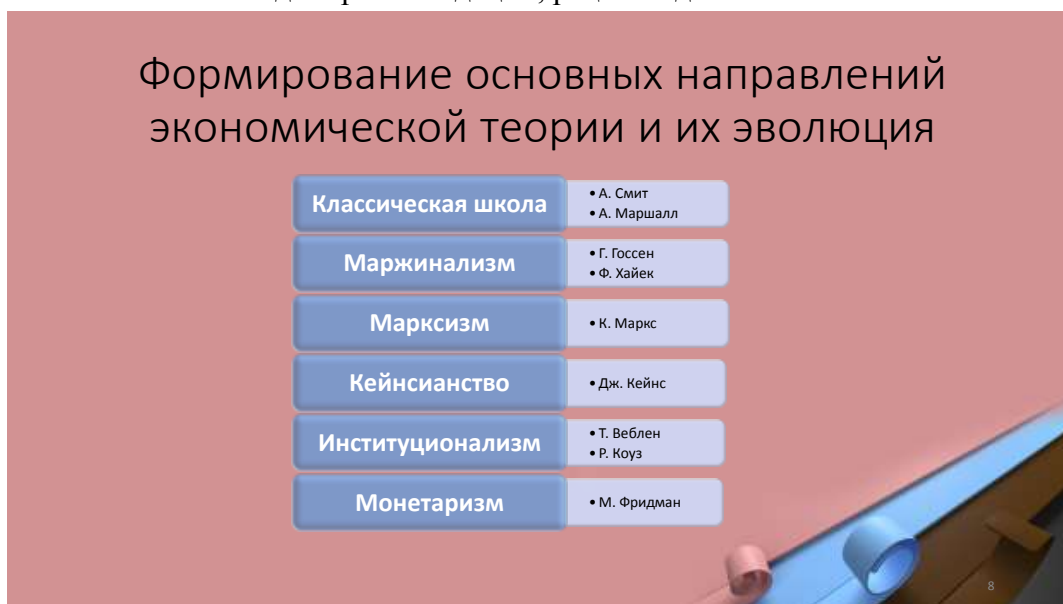 Формирование основных направлений
экономической теории и их эволюция
Классическая школа
• А. Смит
• А. Маршалл
Маржинализм
• Г. Госсен
• Ф. Хайек
Марксизм
• К. Маркс
Кейнсианство
• Дж. Кейнс
Институционализм
• Т. Веблен
• Р. Коуз
Монетаризм
• М. Фридман
8